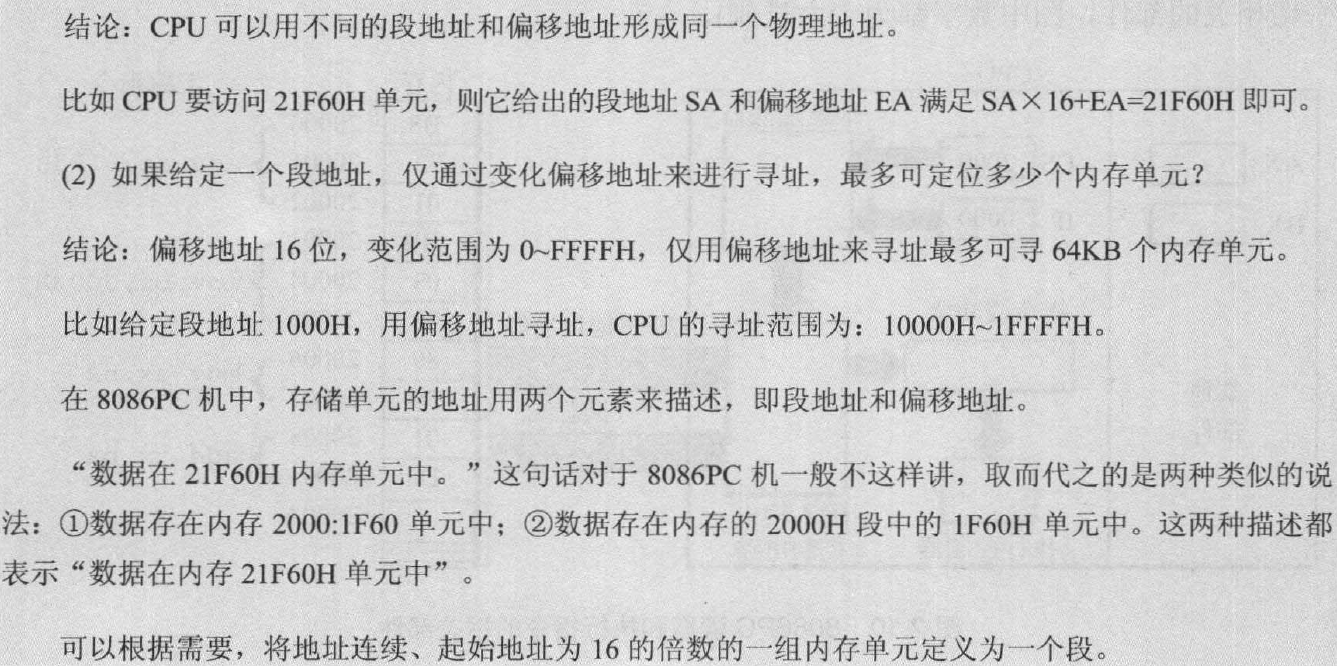 结论：CPU 可以用不同的段地址和偏移地址形成同一个物理地址。
比如 CPU 要访问 21F60H 单元，则它给出的段地址 SA 和偏移地址 EA 满足 SA×16+EA=21F60H 即可。
(2) 如果给定一个段地址，仅通过变化偏移地址来进行寻址，最多可定位多少个内存单元？
结论：偏移地址 16 位，变化范围为 0~FFFFH，仅用偏移地址来寻址最多可寻 64KB 个内存单元。
比如给定段地址 1000H，用偏移地址寻址，CPU 的寻址范围为：10000H~1FFFFH。
在 8086PC 机中，存储单元的地址用两个元素来描述，即段地址和偏移地址。
“数据在 21F60H 内存单元中。”这句话对于 8086PC 机一般不这样讲，取而代之的是两种类似的说
法：①数据存在内存 2000:1F60 单元中；②数据存在内存的 2000H 段中的 1F60H 单元中。这两种描述都
表示“数据在内存 21F60H 单元中”。
可以根据需要，将地址连续、起始地址为 16 的倍数的一组内存单元定义为一个段。